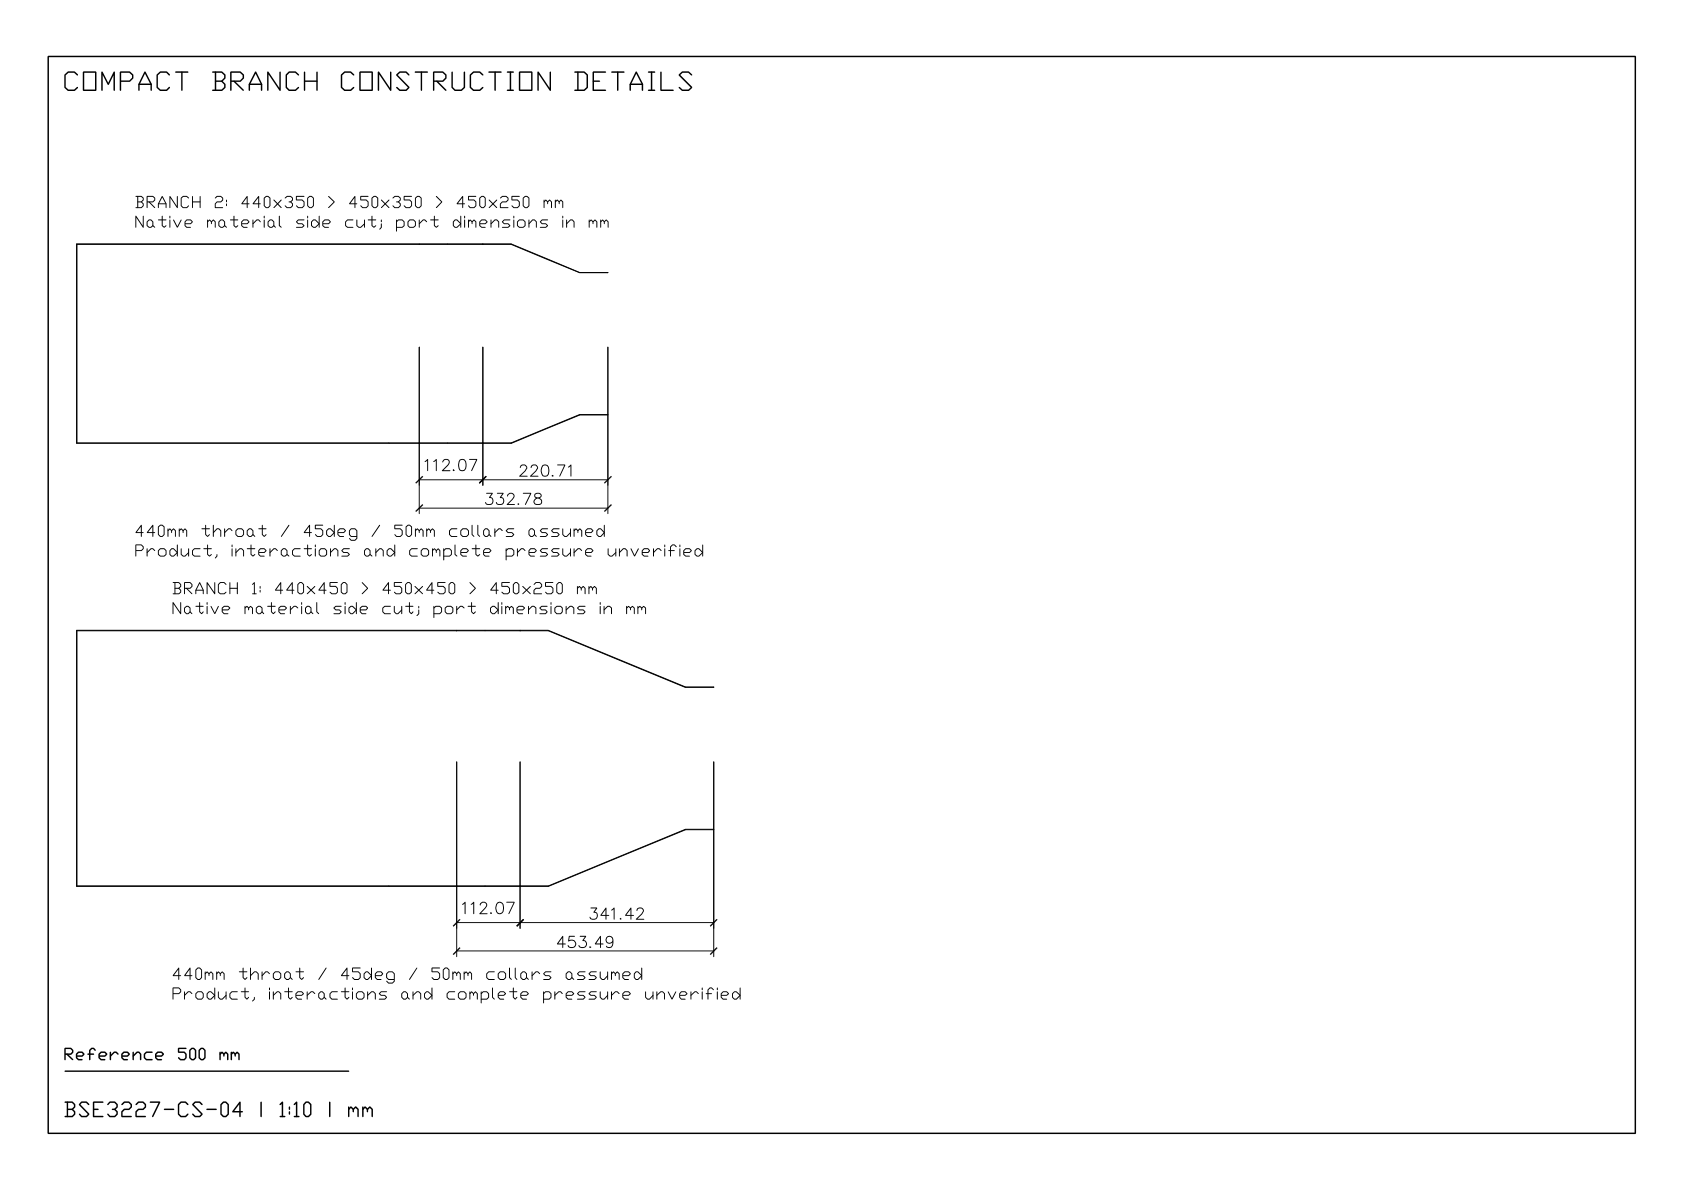 COMPACT BRANCH CONSTRUCTION DETAILS
BRANCH 2: 440x350 > 450x350 > 450x250 mm
Native material side cut; port dimensions in mm
112.07
220.71
332.78
440mm throat / 45deg / 50mm collars assumed
Product, interactions and complete pressure unverified
BRANCH 1: 440x450 > 450x450 > 450x250 mm
Native material side cut; port dimensions in mm
112.07
341.42
453.49
440mm throat / 45deg / 50mm collars assumed
Product, interactions and complete pressure unverified
Reference 500 mm
BSE3227-CS-04 | 1:10 | mm